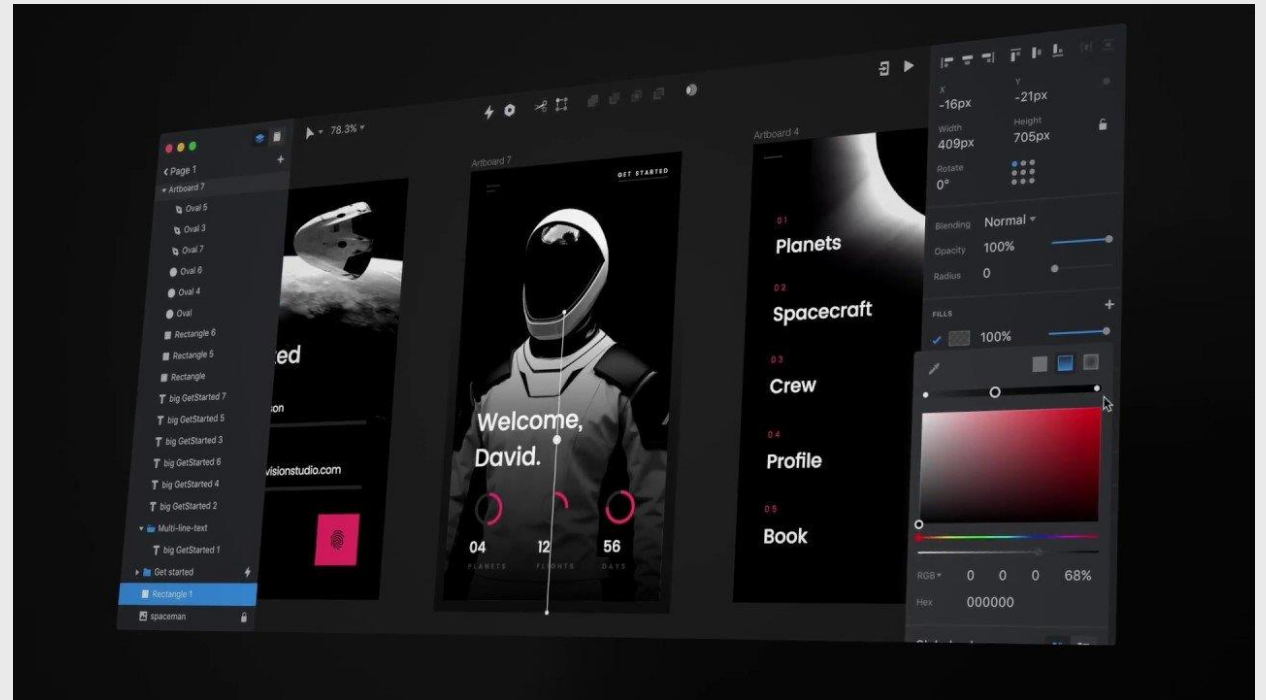 78.3%
Page 1
Artboard 7
Oval 5
Oval 3
Oval 7
Oval 6
Oval 4
Oval
Rectangle 6
Rectangle 5
Rectangle
big GetStarted 7
big GetStarted 5
big GetStarted 3
big GetStarted 6
big GetStarted 4
big GetStarted 2
Multi-line-text
big GetStarted 1
Get started
Rectangle 1
spaceman
ed
son
visionstudio.com
Artboard 7
GET STARTED
Welcome,
David.
04 12 56
PLANETS FLIGHTS DAYS
Artboard 4
01
Planets
02
Spacecraft
03
Crew
04
Profile
05
Book
X Y
-16px -21px
Width Height
409px 705px
Rotate
0°
Blending Normal
Opacity 100%
Radius 0
FILLS
100%
RGB 0 0 0 68%
Hex 000000